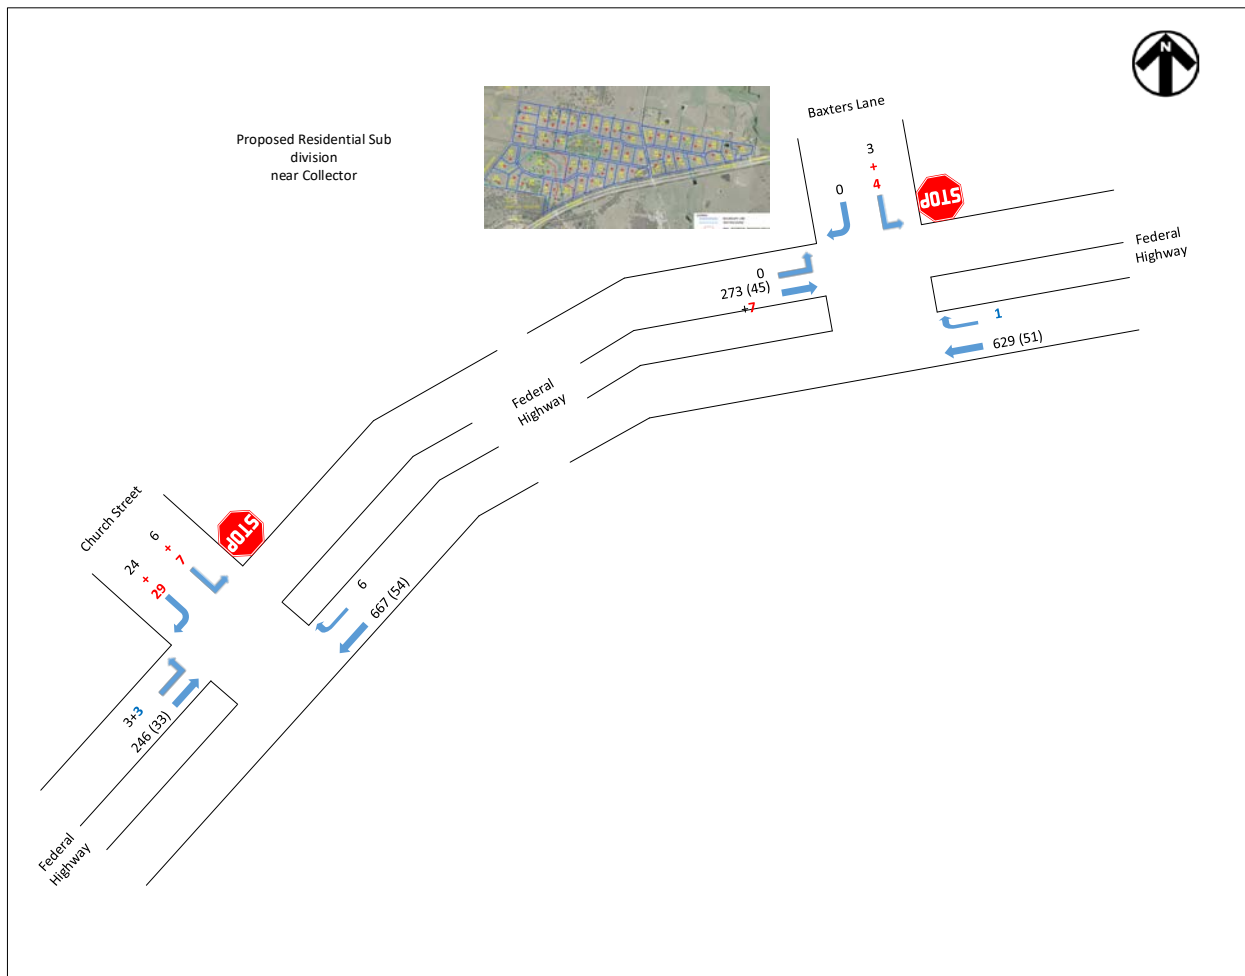 N
Proposed Residential Sub
division
near Collector
Baxters Lane
3
+
4
0
STOP
Federal
Highway
0
273 (45)
+7
1
629 (51)
Federal
Highway
Church Street
STOP
6
+
7
24
+
29
6
667 (54)
3+3
246 (33)
Federal
Highway